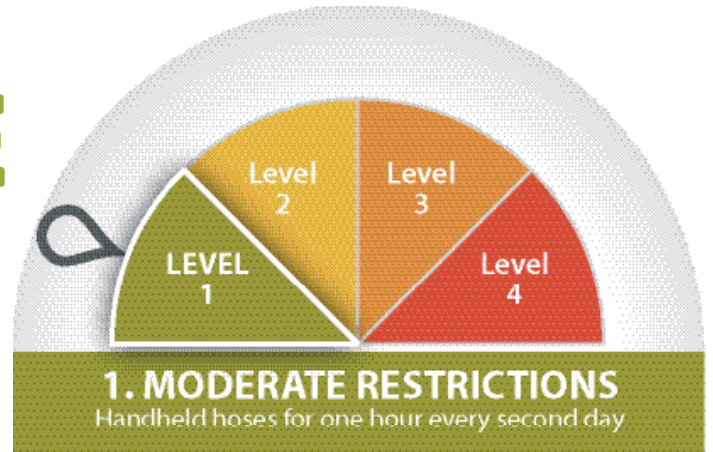 Level
2
Level
3
LEVEL
1
Level
4
1. MODERATE RESTRICTIONS
Handheld hoses for one hour every second day